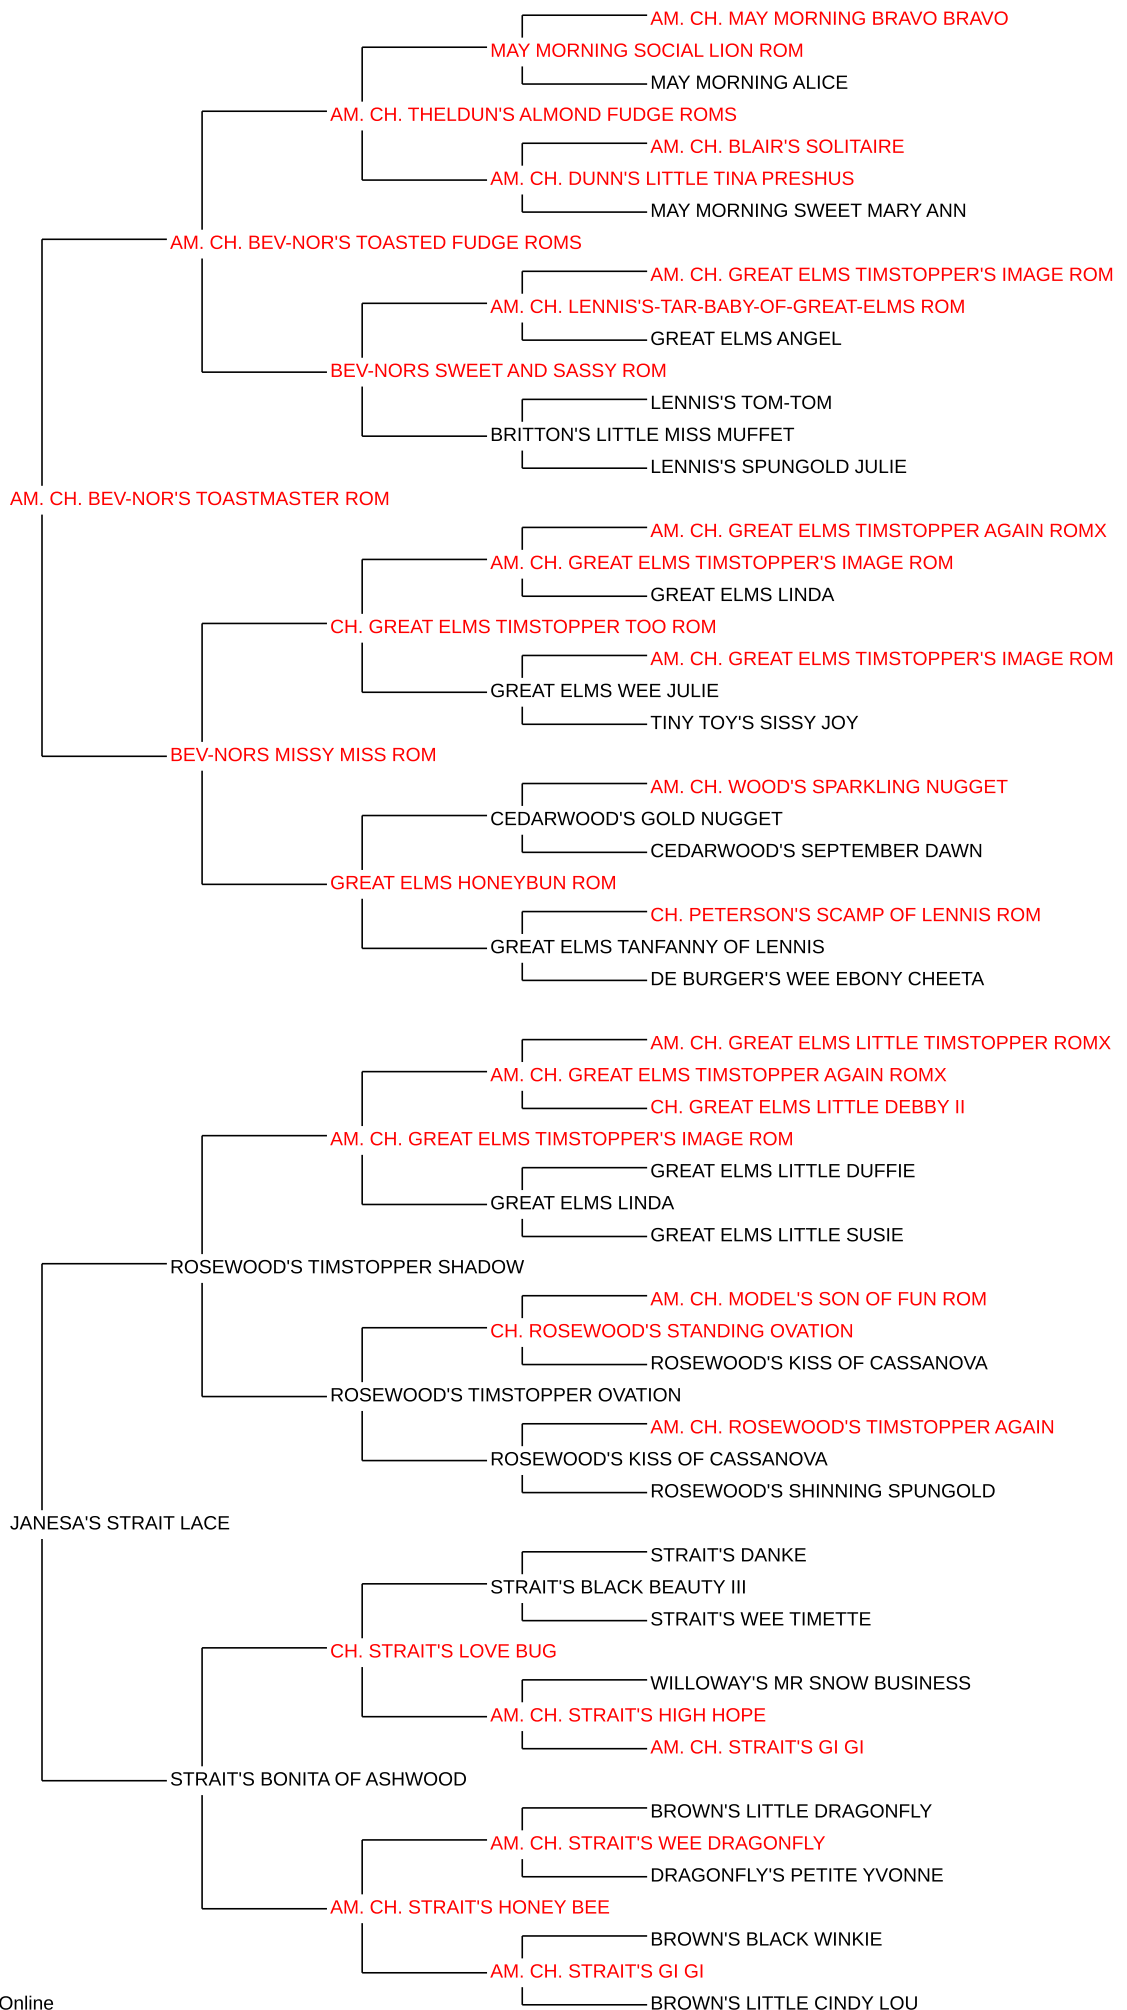 AM. CH. MAY MORNING BRAVO BRAVO
MAY MORNING SOCIAL LION ROM
MAY MORNING ALICE
AM. CH. THELDUN'S ALMOND FUDGE ROMS
AM. CH. BLAIR'S SOLITAIRE
AM. CH. DUNN'S LITTLE TINA PRESHUS
MAY MORNING SWEET MARY ANN
AM. CH. BEV-NOR'S TOASTED FUDGE ROMS
AM. CH. GREAT ELMS TIMSTOPPER'S IMAGE ROM
AM. CH. LENNIS'S-TAR-BABY-OF-GREAT-ELMS ROM
GREAT ELMS ANGEL
BEV-NORS SWEET AND SASSY ROM
LENNIS'S TOM-TOM
BRITTON'S LITTLE MISS MUFFET
LENNIS'S SPUNGOLD JULIE
AM. CH. BEV-NOR'S TOASTMASTER ROM
AM. CH. GREAT ELMS TIMSTOPPER AGAIN ROMX
AM. CH. GREAT ELMS TIMSTOPPER'S IMAGE ROM
GREAT ELMS LINDA
CH. GREAT ELMS TIMSTOPPER TOO ROM
AM. CH. GREAT ELMS TIMSTOPPER'S IMAGE ROM
GREAT ELMS WEE JULIE
TINY TOY'S SISSY JOY
BEV-NORS MISSY MISS ROM
AM. CH. WOOD'S SPARKLING NUGGET
CEDARWOOD'S GOLD NUGGET
CEDARWOOD'S SEPTEMBER DAWN
GREAT ELMS HONEYBUN ROM
CH. PETERSON'S SCAMP OF LENNIS ROM
GREAT ELMS TANFANNY OF LENNIS
DE BURGER'S WEE EBONY CHEETA
AM. CH. GREAT ELMS LITTLE TIMSTOPPER ROMX
AM. CH. GREAT ELMS TIMSTOPPER AGAIN ROMX
CH. GREAT ELMS LITTLE DEBBY II
AM. CH. GREAT ELMS TIMSTOPPER'S IMAGE ROM
GREAT ELMS LITTLE DUFFIE
GREAT ELMS LINDA
GREAT ELMS LITTLE SUSIE
ROSEWOOD'S TIMSTOPPER SHADOW
AM. CH. MODEL'S SON OF FUN ROM
CH. ROSEWOOD'S STANDING OVATION
ROSEWOOD'S KISS OF CASSANOVA
ROSEWOOD'S TIMSTOPPER OVATION
AM. CH. ROSEWOOD'S TIMSTOPPER AGAIN
ROSEWOOD'S KISS OF CASSANOVA
ROSEWOOD'S SHINNING SPUNGOLD
JANESA'S STRAIT LACE
STRAIT'S DANKE
STRAIT'S BLACK BEAUTY III
STRAIT'S WEE TIMETTE
CH. STRAIT'S LOVE BUG
WILLOWAY'S MR SNOW BUSINESS
AM. CH. STRAIT'S HIGH HOPE
AM. CH. STRAIT'S GI GI
STRAIT'S BONITA OF ASHWOOD
BROWN'S LITTLE DRAGONFLY
AM. CH. STRAIT'S WEE DRAGONFLY
DRAGONFLY'S PETITE YVONNE
AM. CH. STRAIT'S HONEY BEE
BROWN'S BLACK WINKIE
AM. CH. STRAIT'S GI GI
BROWN'S LITTLE CINDY LOU
Online